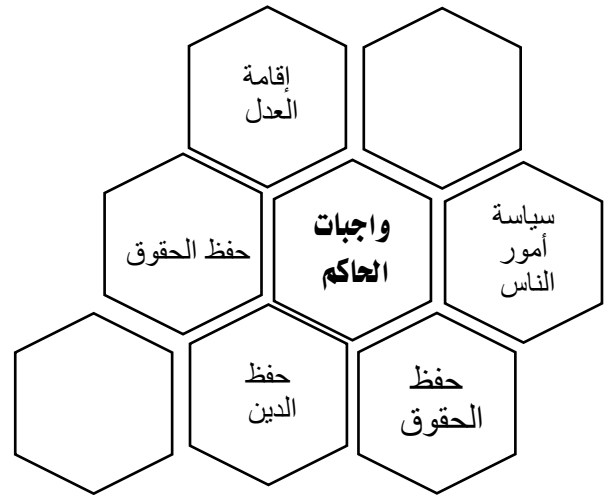 إقامة
العدل
سياسة
أمور
الناس
واجبات
الحاكم
حفظ الحقوق
حفظ
الحقوق
حفظ
الدين